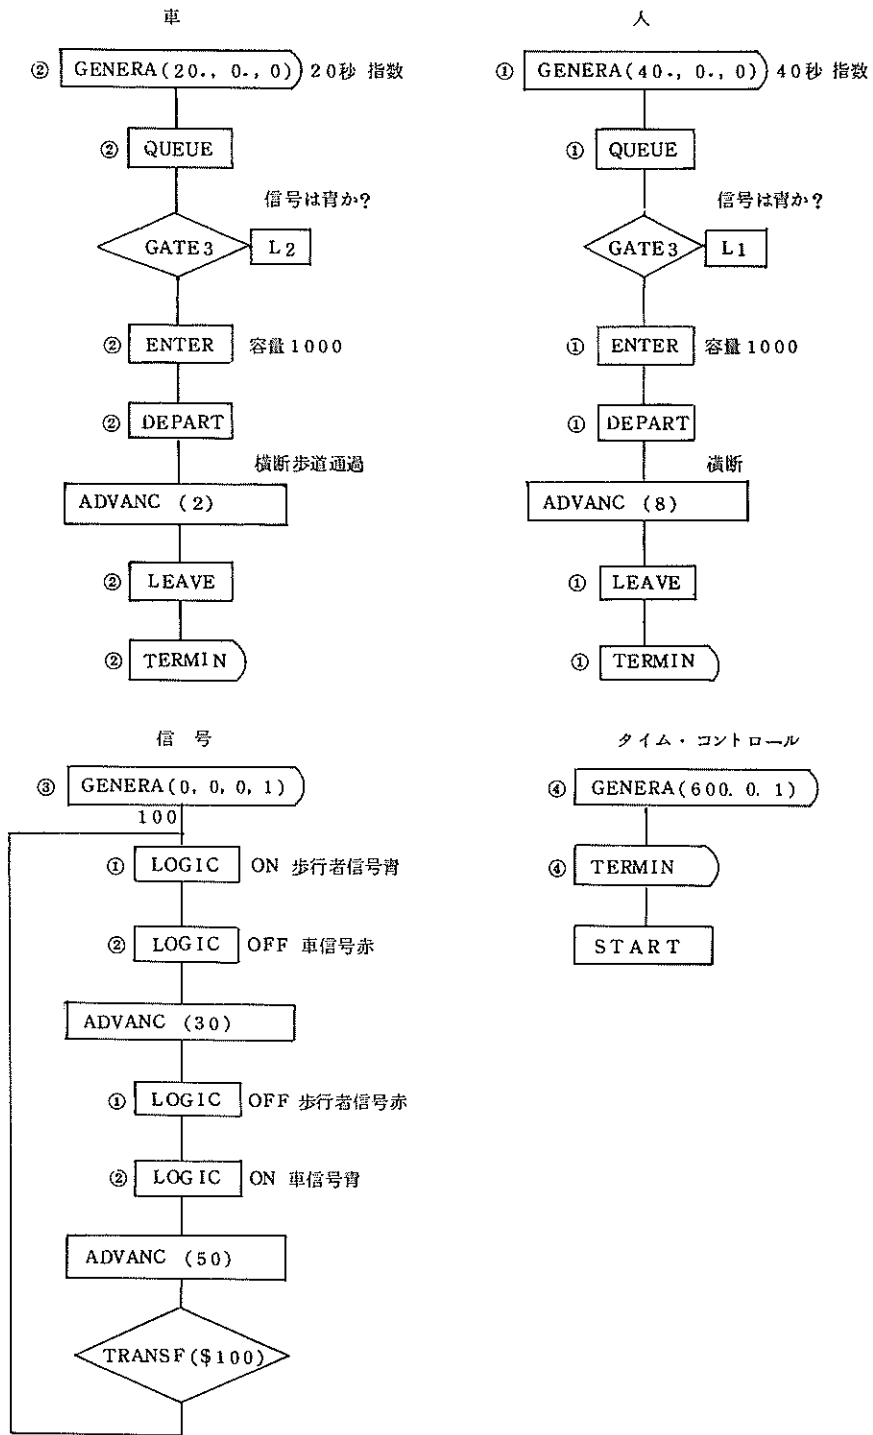 車
② GENERA(20., 0., 0) 20秒 指数
② QUEUE
信号は青か?
GATE3 L2
② ENTER 容量1000
② DEPART
横断歩道通過
ADVANC (2)
② LEAVE
② TERMIN
人
① GENERA(40., 0., 0) 40秒 指数
① QUEUE
信号は青か?
GATE3 L1
① ENTER 容量1000
① DEPART
横断
ADVANC (8)
① LEAVE
① TERMIN
信号
③ GENERA(0, 0, 0, 1)
100
① LOGIC ON 歩行者信号青
② LOGIC OFF 車信号赤
ADVANC (30)
① LOGIC OFF 歩行者信号赤
② LOGIC ON 車信号青
ADVANC (50)
TRANSF($100)
タイム・コントロール
④ GENERA(600. 0. 1)
④ TERMIN
START